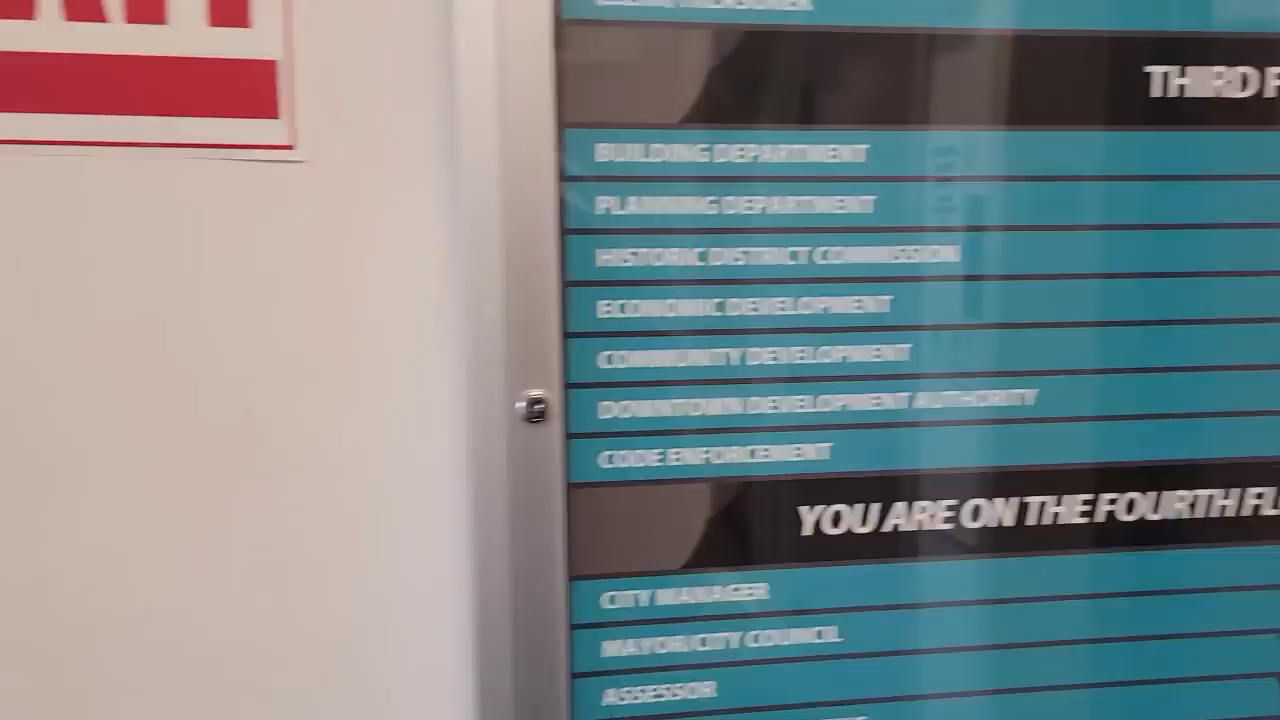 THIRD F
BUILDING DEPARTMENT
PLANNING DEPARTMENT
HISTORIC DISTRICT COMMISSION
ECONOMIC DEVELOPMENT
COMMUNITY DEVELOPMENT
DOWNTOWN DEVELOPMENT AUTHORITY
CODE ENFORCEMENT
YOU ARE ON THE FOURTH FL
CITY MANAGER
MAYOR/CITY COUNCIL
ASSESSOR